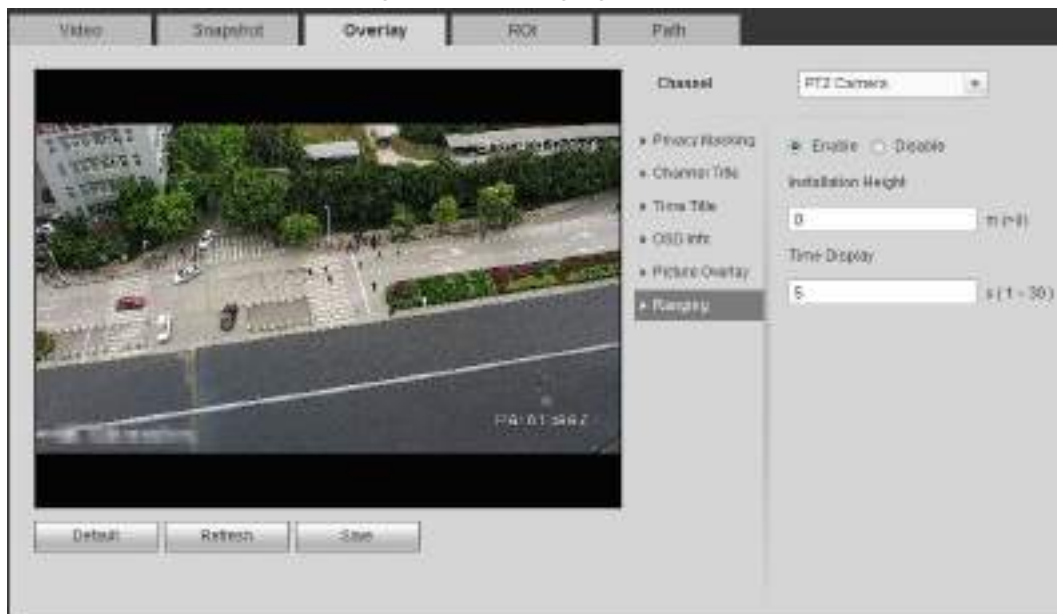 Video Snapshot Overlay ROI Path
Channel PTZ Camera
Privacy Masking
Channel Title
Time Title
OSD Info
Picture Overlay
Ranging
Enable Disable
Installation Height
0
Time Display
5 s ( 1 ~ 30 )
Default Refresh Save